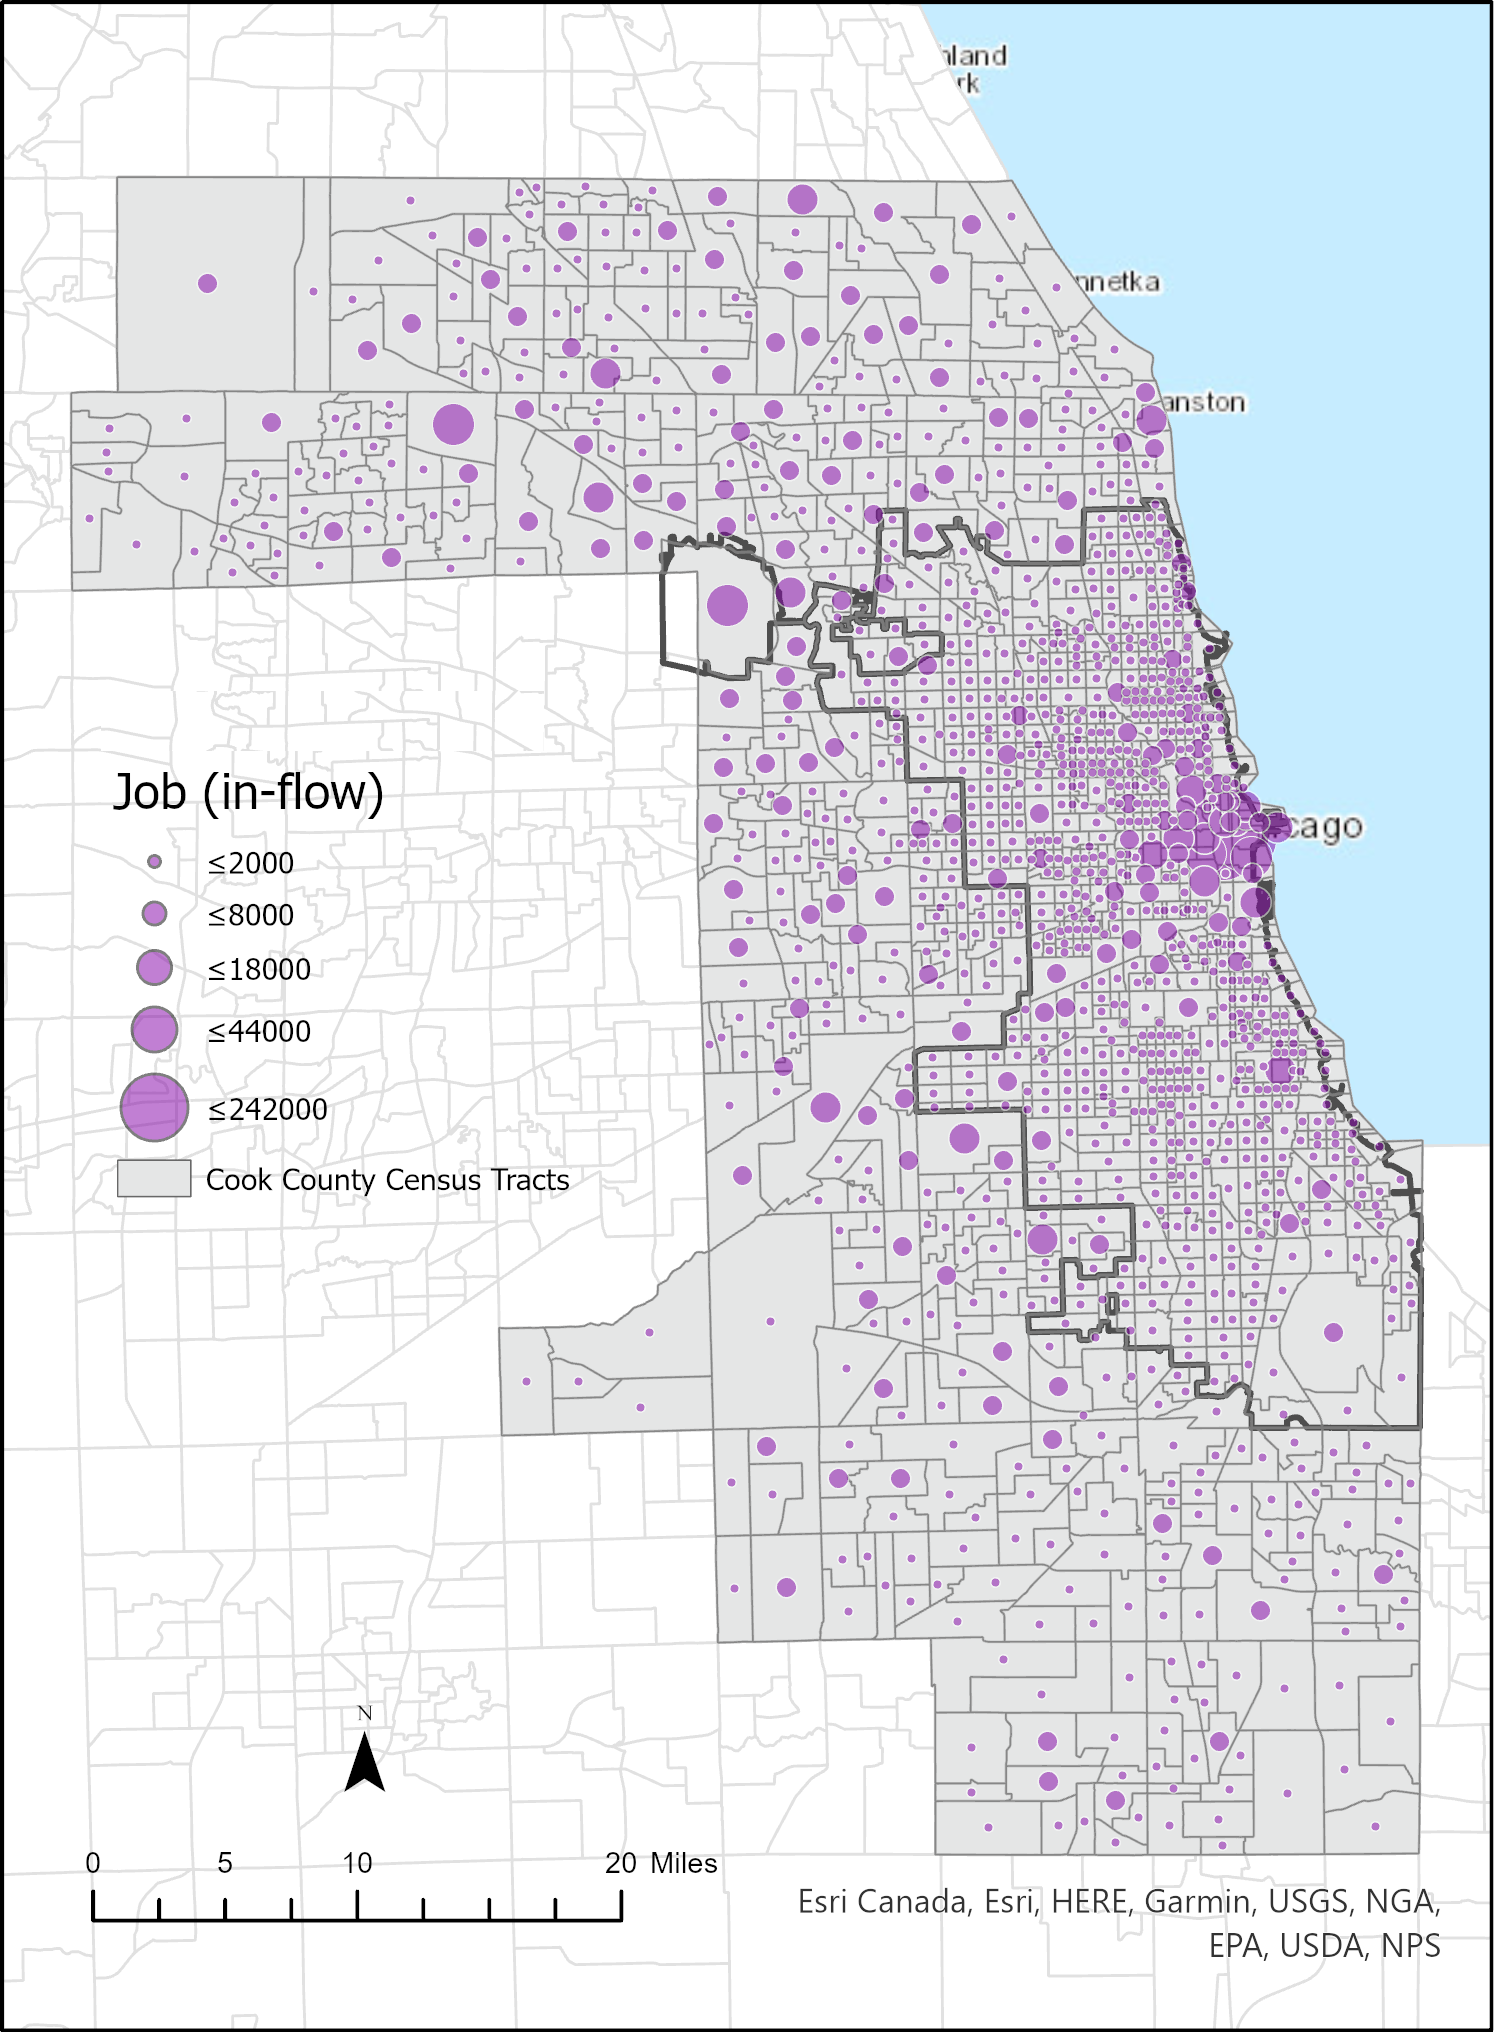 hland
rk
nnetka
anston
cago
Job (in-flow)
≤2000
≤8000
≤18000
≤44000
≤242000
Cook County Census Tracts
N
0 5 10 20 Miles
Esri Canada, Esri, HERE, Garmin, USGS, NGA,
EPA, USDA, NPS